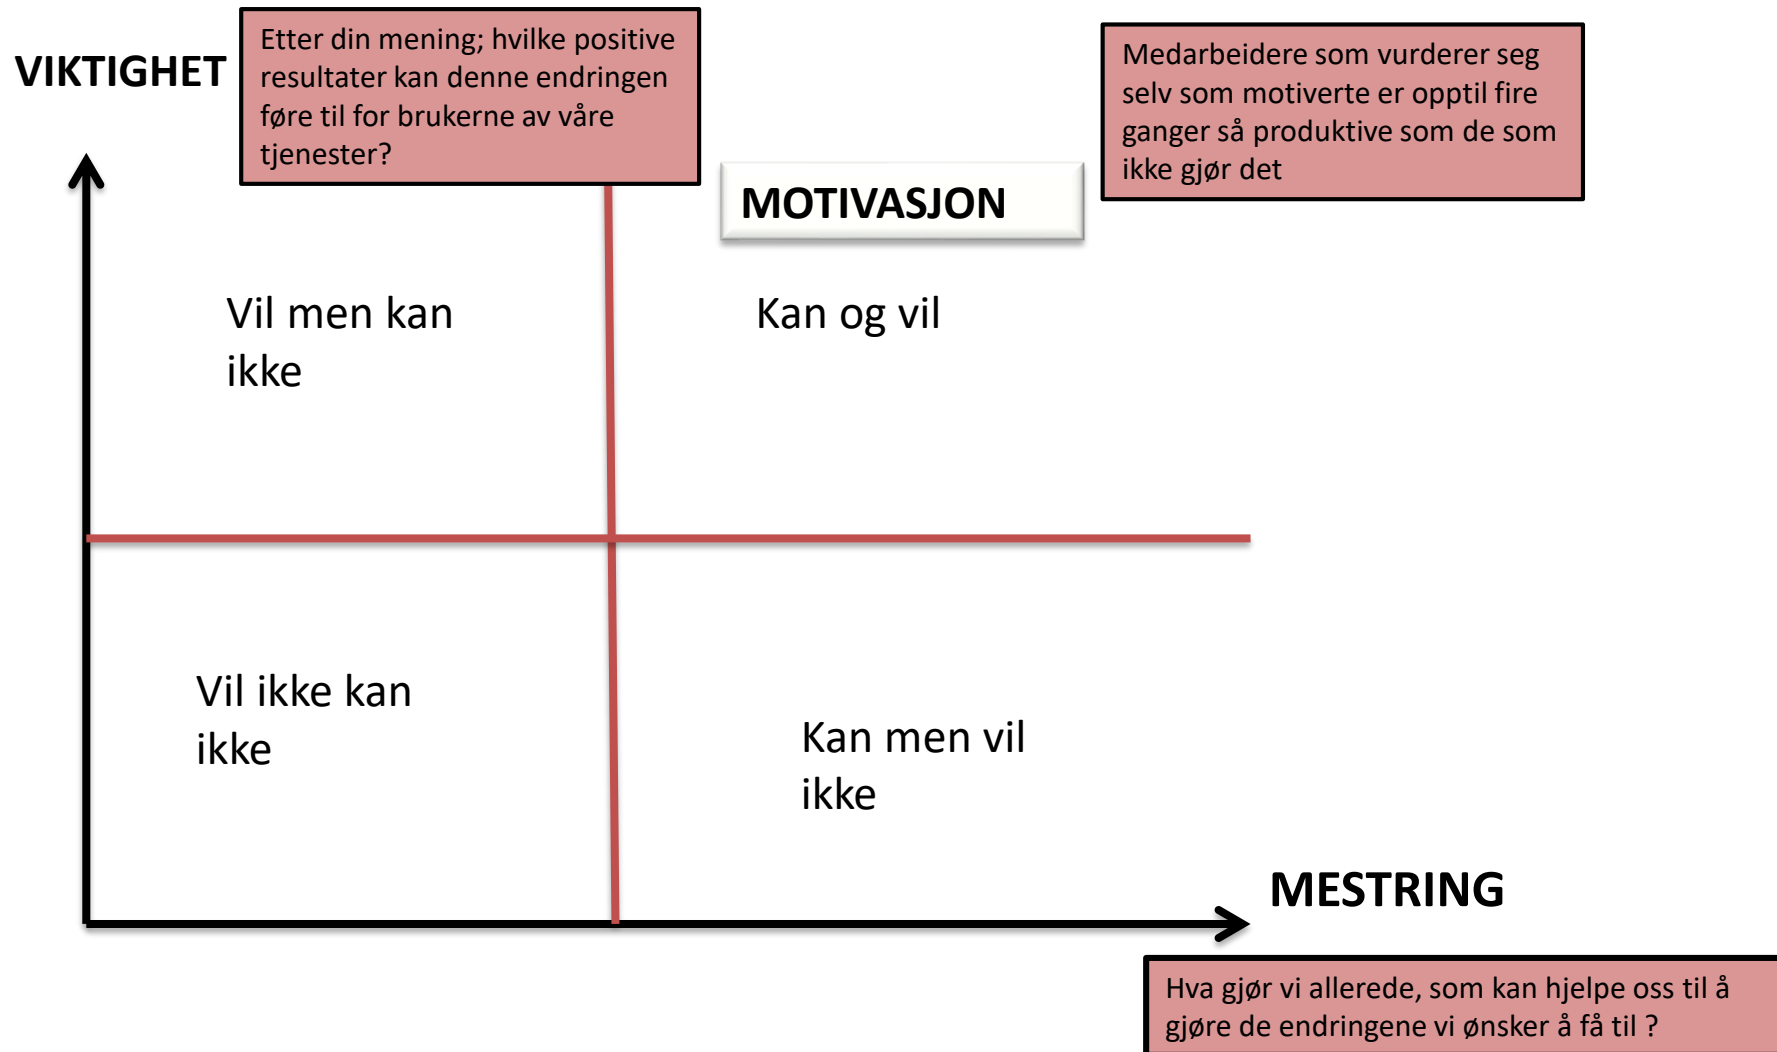 VIKTIGHET
Etter din mening; hvilke positive
resultater kan denne endringen
føre til for brukerne av våre
tjenester?
Medarbeidere som vurderer seg
selv som motiverte er opptil fire
ganger så produktive som de som
ikke gjør det
MOTIVASJON
Vil men kan
ikke
Kan og vil
Vil ikke kan
ikke
Kan men vil
ikke
MESTRING
Hva gjør vi allerede, som kan hjelpe oss til å
gjøre de endringene vi ønsker å få til ?